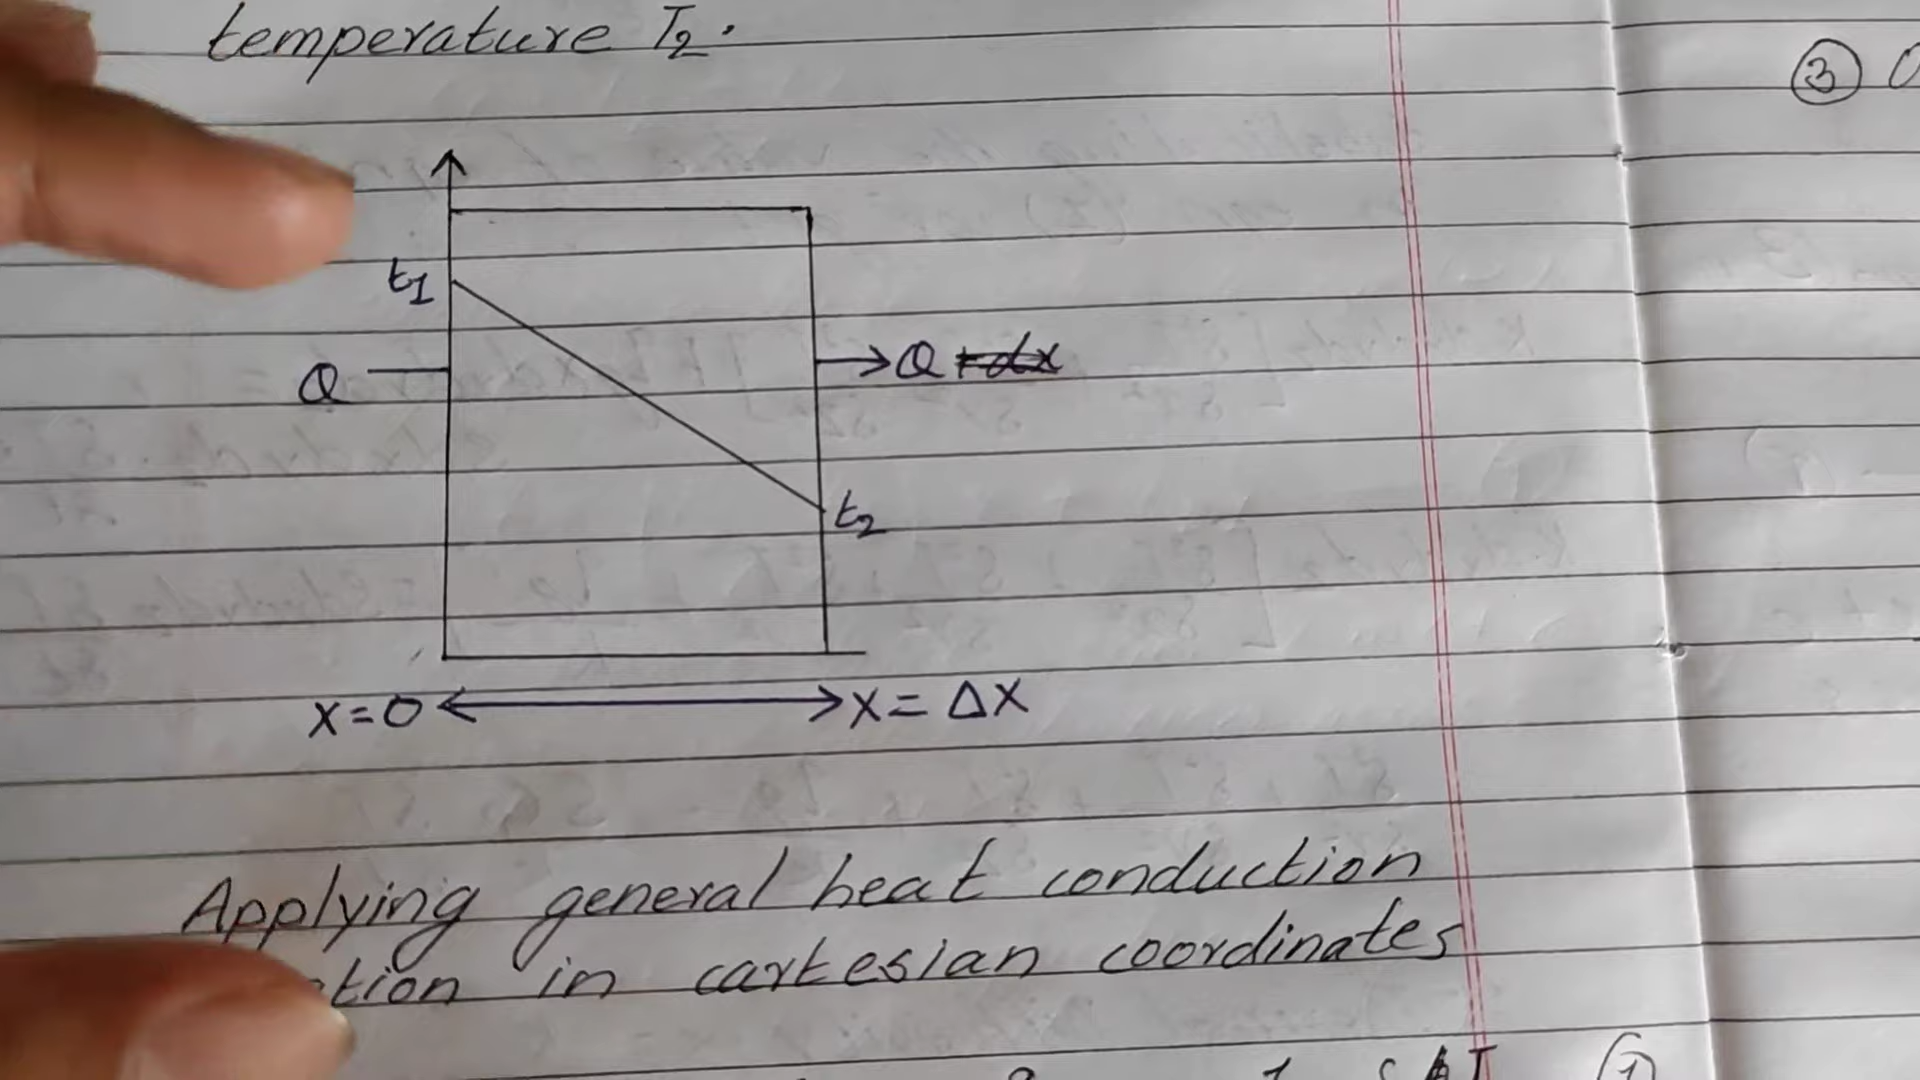 temperature T₂.
③
t₁
Q → Q
t₂
x=0 x= Δx
Applying general heat conduction
in cartesian coordinates